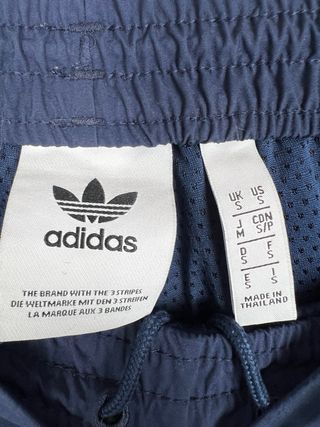 adidas
THE BRAND WITH THE 3 STRIPES
DIE WELTMARKE MIT DEN 3 STREIFEN
LA MARQUE AUX 3 BANDES
UK US
S S
J CDN
M S/P
D F
S S
E I
S S
MADE IN
THAILAND